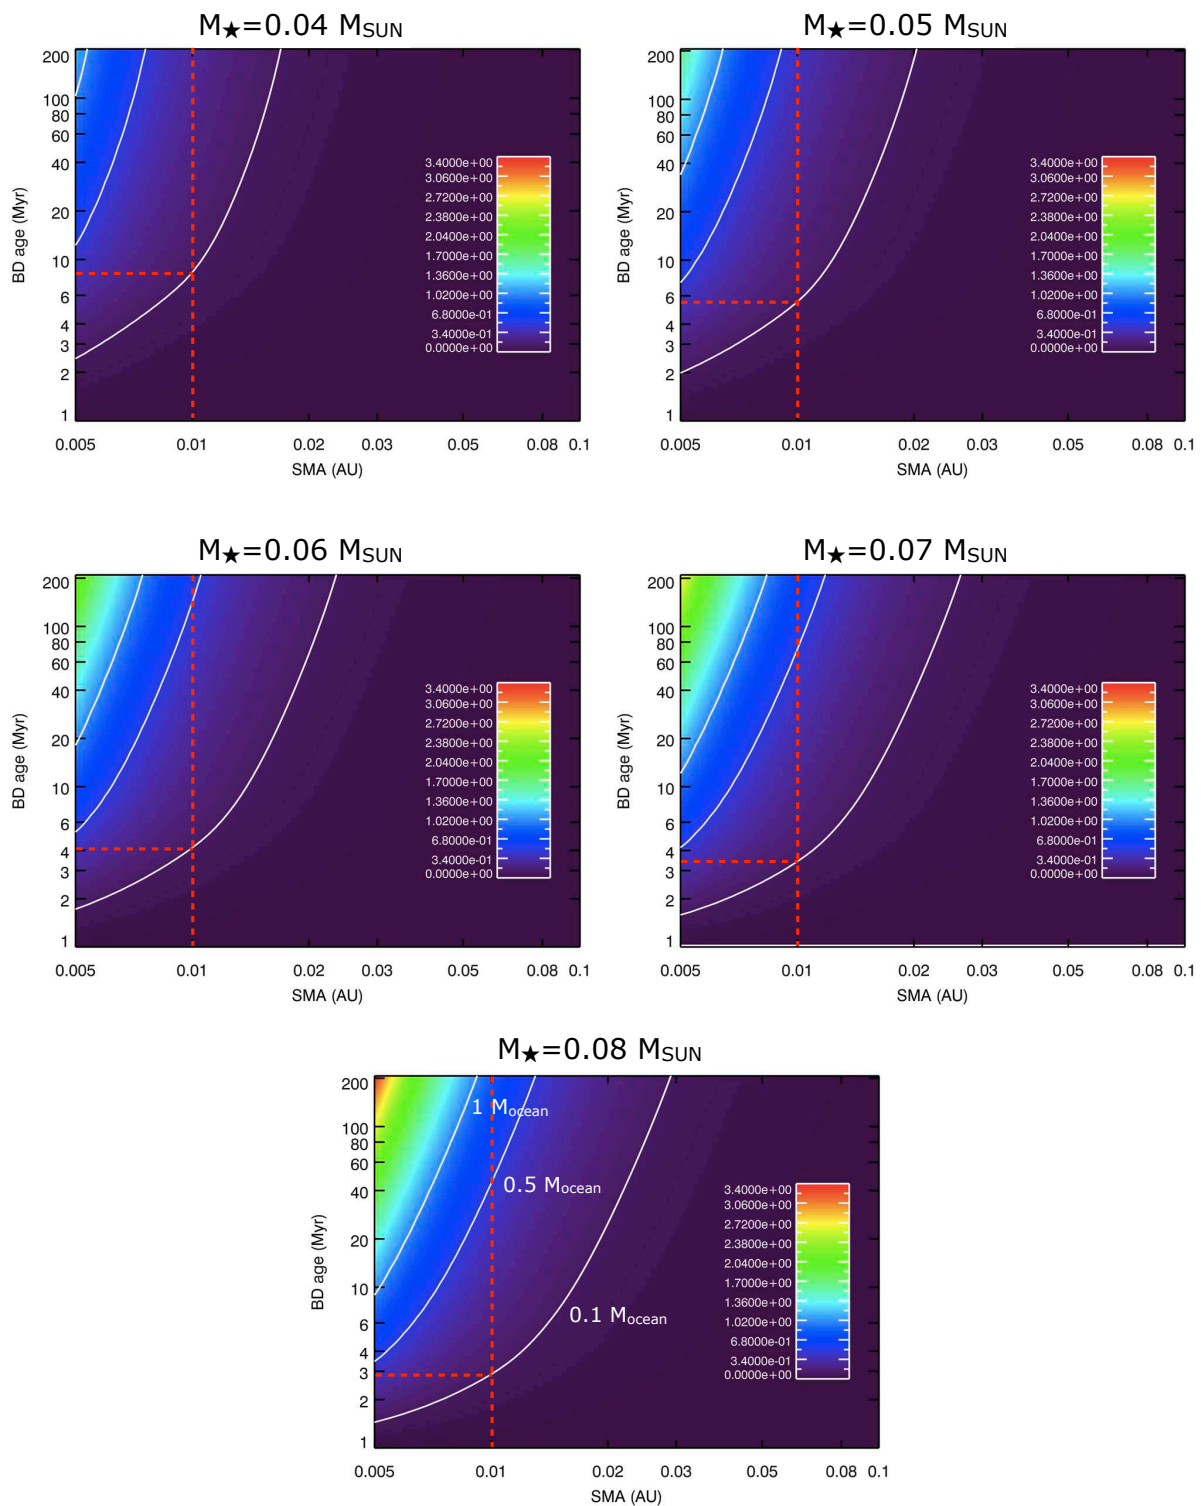 M★=0.04 MSUN
200
100
80
60
40
20
10
6
4
3
2
1
BD age (Myr)
3.4000e+00
3.0600e+00
2.7200e+00
2.3800e+00
2.0400e+00
1.7000e+00
1.3600e+00
1.0200e+00
6.8000e-01
3.4000e-01
0.0000e+00
0.005 0.01 0.02 0.03 0.05 0.08 0.1
SMA (AU)
M★=0.05 MSUN
200
100
80
60
40
20
10
6
4
3
2
1
BD age (Myr)
3.4000e+00
3.0600e+00
2.7200e+00
2.3800e+00
2.0400e+00
1.7000e+00
1.3600e+00
1.0200e+00
6.8000e-01
3.4000e-01
0.0000e+00
0.005 0.01 0.02 0.03 0.05 0.08 0.1
SMA (AU)
M★=0.06 MSUN
200
100
80
60
40
20
10
6
4
3
2
1
BD age (Myr)
3.4000e+00
3.0600e+00
2.7200e+00
2.3800e+00
2.0400e+00
1.7000e+00
1.3600e+00
1.0200e+00
6.8000e-01
3.4000e-01
0.0000e+00
0.005 0.01 0.02 0.03 0.05 0.08 0.1
SMA (AU)
M★=0.07 MSUN
200
100
80
60
40
20
10
6
4
3
2
1
BD age (Myr)
3.4000e+00
3.0600e+00
2.7200e+00
2.3800e+00
2.0400e+00
1.7000e+00
1.3600e+00
1.0200e+00
6.8000e-01
3.4000e-01
0.0000e+00
0.005 0.01 0.02 0.03 0.05 0.08 0.1
SMA (AU)
M★=0.08 MSUN
200
100
80
60
40
20
10
6
4
3
2
1
BD age (Myr)
1 Mocean
0.5 Mocean
0.1 Mocean
3.4000e+00
3.0600e+00
2.7200e+00
2.3800e+00
2.0400e+00
1.7000e+00
1.3600e+00
1.0200e+00
6.8000e-01
3.4000e-01
0.0000e+00
0.005 0.01 0.02 0.03 0.05 0.08 0.1
SMA (AU)